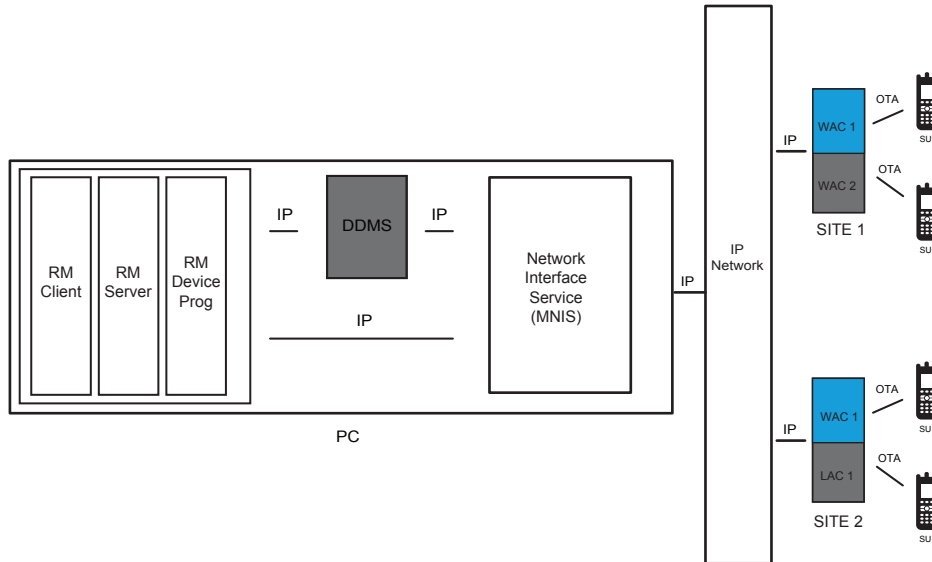 RM
Client
RM
Server
RM
Device
Prog
IP
DDMS
IP
IP
Network
Interface
Service
(MNIS)
PC
IP
IP
Network
IP
WAC 1
WAC 2
SITE 1
OTA
SU
OTA
SU
IP
WAC 1
LAC 1
SITE 2
OTA
SU
OTA
SU